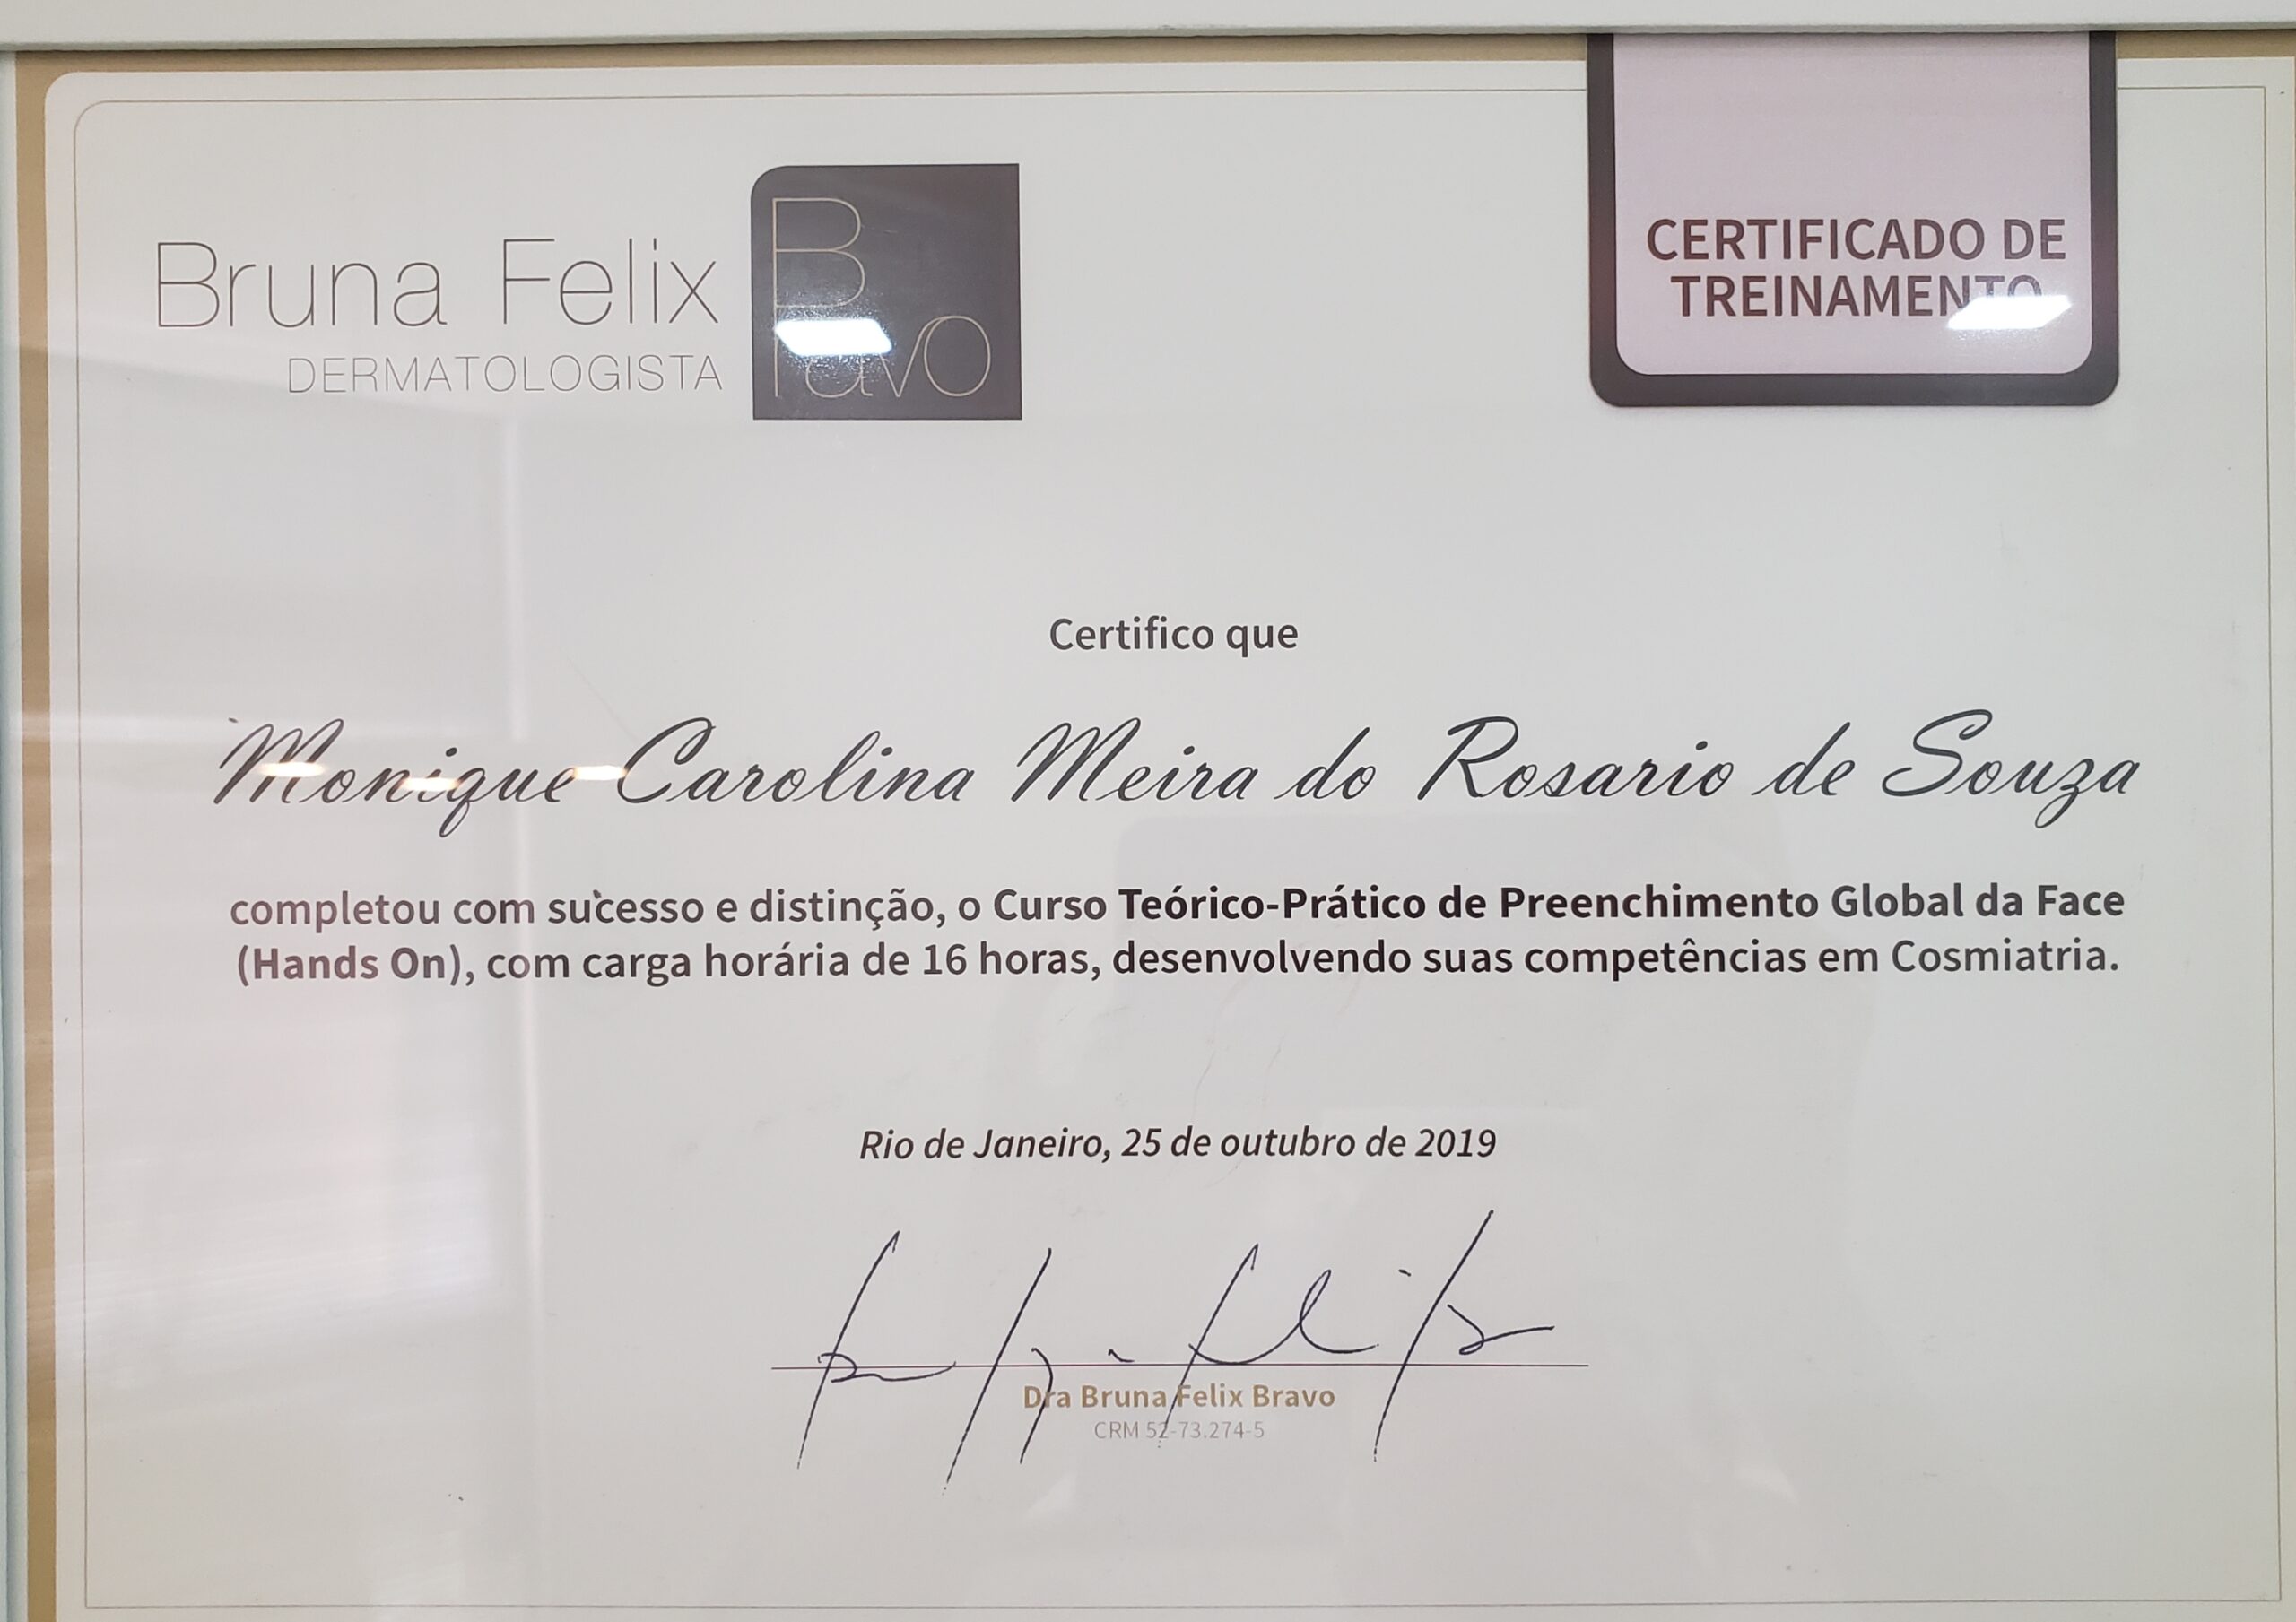 Bruna Felix
DERMATOLOGISTA
Bravo
CERTIFICADO DE
TREINAMENTO
Certifico que
Monique Carolina Meira do Rosario de Souza
completou com sucesso e distinção, o Curso Teórico-Prático de Preenchimento Global da Face
(Hands On), com carga horária de 16 horas, desenvolvendo suas competências em Cosmiatria.
Rio de Janeiro, 25 de outubro de 2019
Dra Bruna Felix Bravo
CRM 52-73.274-5